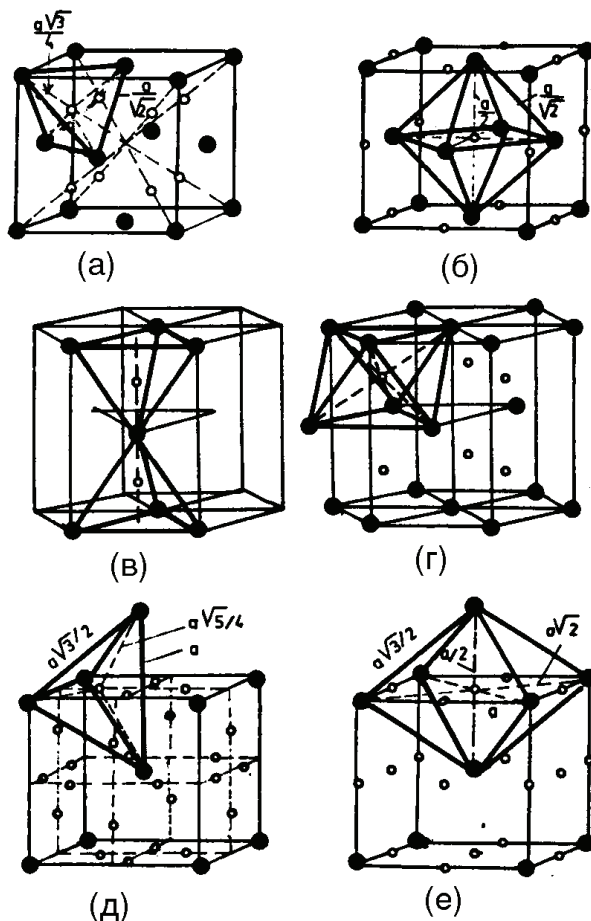 a√3/4
a/√2
(а)
a/2
a/√2
(б)
(в)
(г)
a√3/2
a√5/4
a
(д)
a√3/2
a/2
a√2
a
(е)